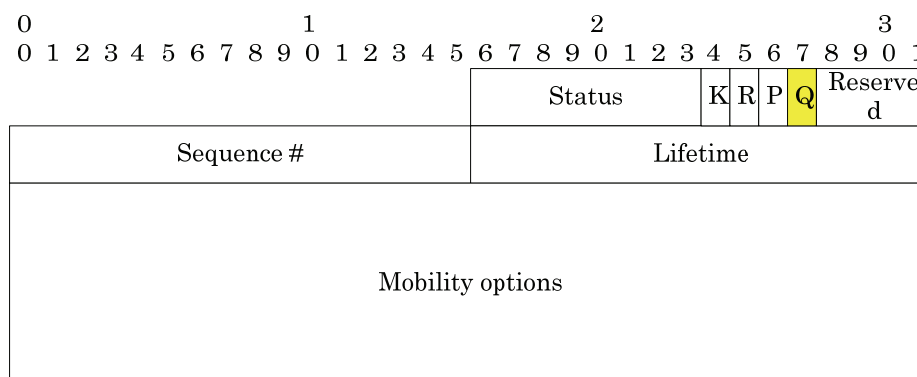 0 1 2 3
0 1 2 3 4 5 6 7 8 9 0 1 2 3 4 5 6 7 8 9 0 1 2 3 4 5 6 7 8 9 0 1
Status K R P Q Reserve
d
Sequence # Lifetime
Mobility options